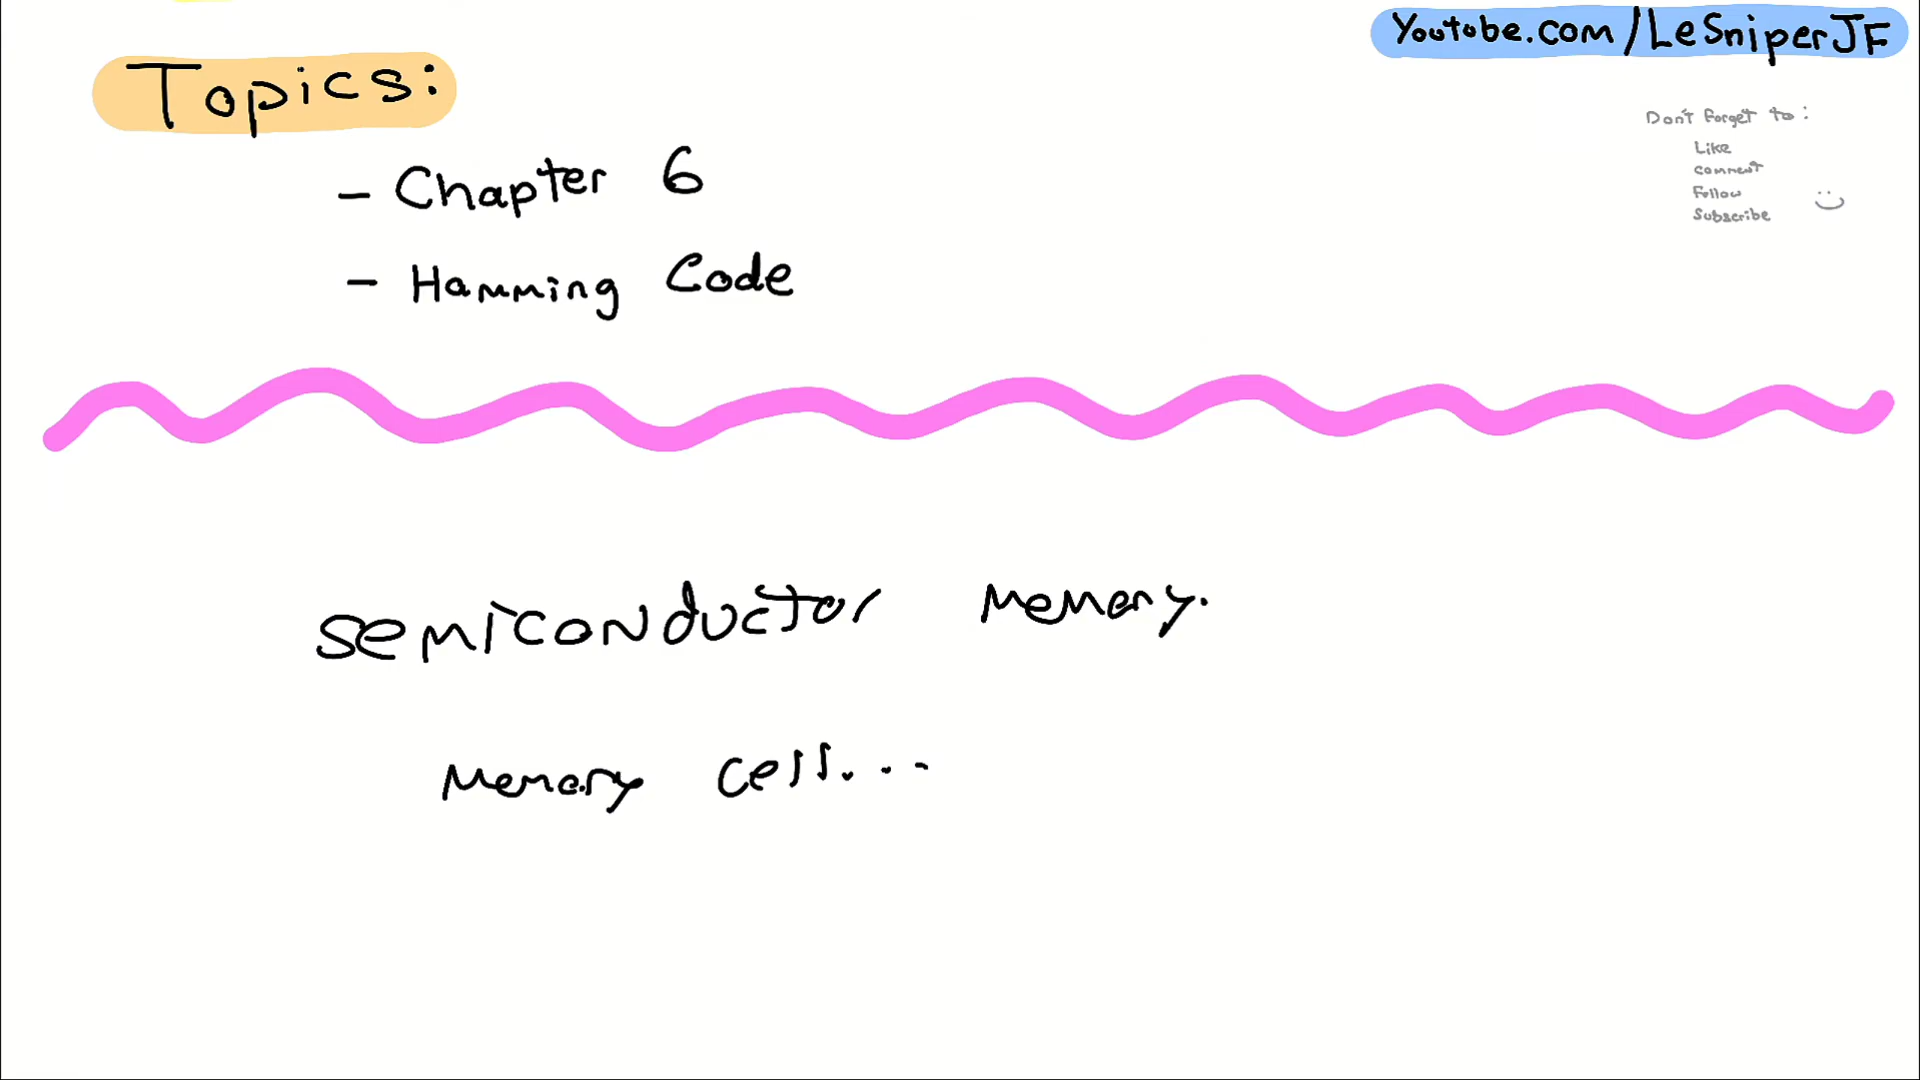 Youtube.com/LeSniperJF
Topics:
Don't forget to:
Like
comment
Follow
Subscribe
- Chapter 6
- Hamming Code
semiconductor memory.
memory cell...